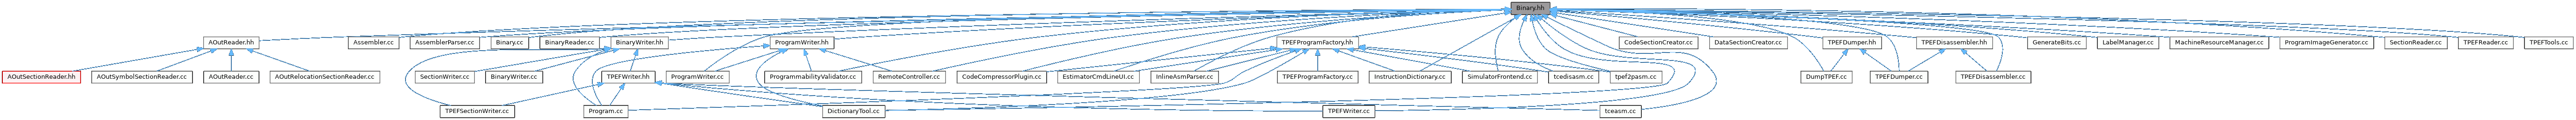 Binary.hh
AOutReader.hh
Assembler.cc
AssemblerParser.cc
Binary.cc
BinaryReader.cc
BinaryWriter.hh
ProgramWriter.hh
TPEFProgramFactory.hh
CodeSectionCreator.cc
DataSectionCreator.cc
TPEFDumper.hh
TPEFDisassembler.hh
GenerateBits.cc
LabelManager.cc
MachineResourceManager.cc
ProgramImageGenerator.cc
SectionReader.cc
TPEFReader.cc
TPEFTools.cc
AOutSectionReader.hh
AOutSymbolSectionReader.cc
AOutReader.cc
AOutRelocationSectionReader.cc
SectionWriter.cc
BinaryWriter.cc
TPEFWriter.hh
ProgramWriter.cc
ProgrammabilityValidator.cc
RemoteController.cc
CodeCompressorPlugin.cc
EstimatorCmdLineUI.cc
InlineAsmParser.cc
TPEFProgramFactory.cc
InstructionDictionary.cc
SimulatorFrontend.cc
tcedisasm.cc
tpef2pasm.cc
DumpTPEF.cc
TPEFDumper.cc
TPEFDisassembler.cc
TPEFSectionWriter.cc
Program.cc
DictionaryTool.cc
TPEFWriter.cc
tceasm.cc